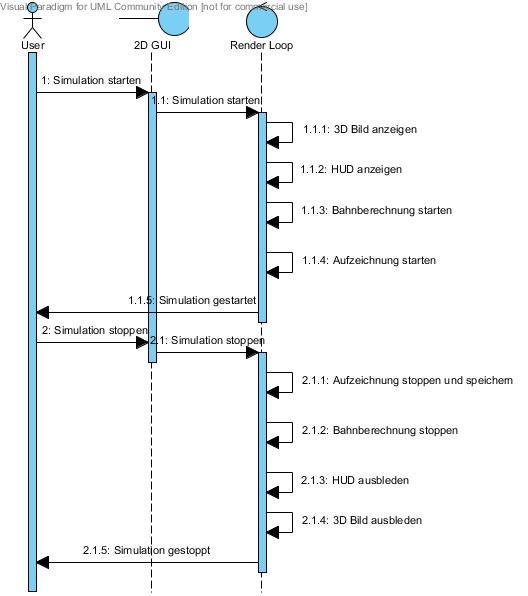 Visual Paradigm for UML Community Edition [not for commercial use]
User
2D GUI
Render Loop
1: Simulation starten
1.1: Simulation starten
1.1.1: 3D Bild anzeigen
1.1.2: HUD anzeigen
1.1.3: Bahnberechnung starten
1.1.4: Aufzeichnung starten
1.1.5: Simulation gestartet
2: Simulation stoppen
2.1: Simulation stoppen
2.1.1: Aufzeichnung stoppen und speichern
2.1.2: Bahnberechnung stoppen
2.1.3: HUD ausbleden
2.1.4: 3D Bild ausbleden
2.1.5: Simulation gestoppt